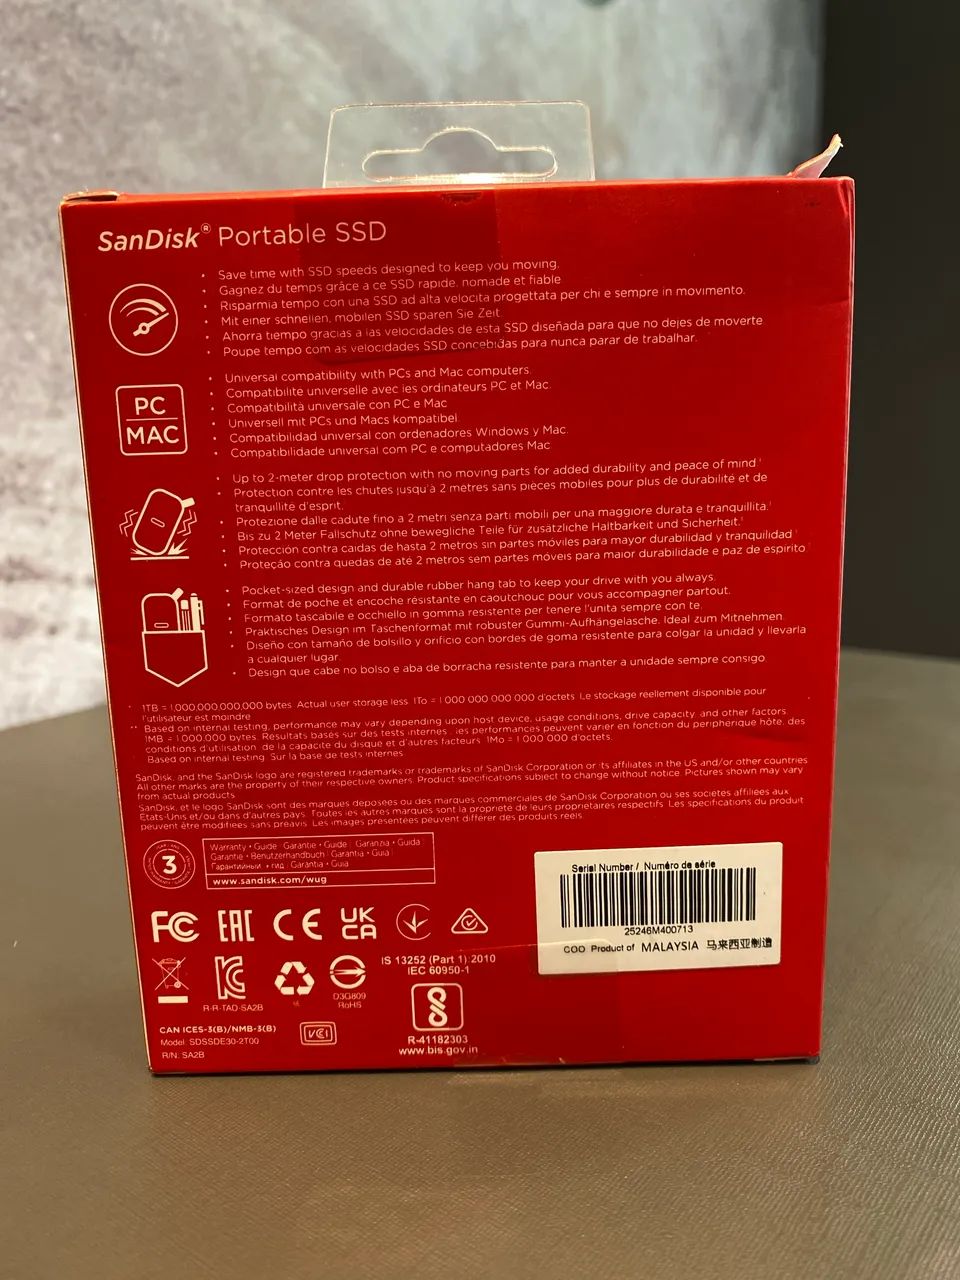 SanDisk® Portable SSD
• Save time with SSD speeds designed to keep you moving.
• Gagnez du temps grâce a ce SSD rapide, nomade et fiable
• Risparmia tempo con una SSD ad alta velocità progettata per chi e sempre in movimento.
• Mit einer schnellen, mobilen SSD sparen Sie Zeit
• Ahorra tiempo gracias a las velocidades de esta SSD diseñada para que no dejes de moverte
• Poupe tempo com as velocidades SSD concebidas para nunca parar de trabalhar.
PC
MAC
• Universal compatibility with PCs and Mac computers.
• Compatibilite universelle avec les ordinateurs PC et Mac.
• Compatibilità universale con PC e Mac
• Universell mit PCs und Macs kompatibel.
• Compatibilidad universal con ordenadores Windows y Mac.
• Compatibilidade universal com PC e computadores Mac
• Up to 2-meter drop protection with no moving parts for added durability and peace of mind.¹
• Protection contre les chutes jusqu'à 2 metres sans pièces mobiles pour plus de durabilité et de
tranquillité d'esprit.
• Protezione dalle cadute fino a 2 metri senza parti mobili per una maggiore durata e tranquillita.¹
• Bis zu 2 Meter Fallschutz ohne bewegliche Teile für zusätzliche Haltbarkeit und Sicherheit.¹
• Protección contra caidas de hasta 2 metros sin partes móviles para mayor durabilidad y tranquilidad¹
• Proteção contra quedas de até 2 metros sem partes móveis para maior durabilidade e paz de espírito¹
• Pocket-sized design and durable rubber hang tab to keep your drive with you always.
• Format de poche et encoche résistante en caoutchouc pour vous accompagner partout.
• Formato tascabile e occhiello in gomma resistente per tenere l'unita sempre con te.
• Praktisches Design im Taschenformat mit robuster Gummi-Aufhängelasche. Ideal zum Mitnehmen.
• Diseño con tamaño de bolsillo y orificio con bordes de goma resistente para colgar la unidad y llevarla
a cualquier lugar.
• Design que cabe no bolso e aba de borracha resistente para manter a unidade sempre consigo
* 1TB = 1,000,000,000,000 bytes. Actual user storage less. 1To = 1 000 000 000 000 d'octets. Le stockage reellement disponible pour
l'utilisateur est moindre
** Based on internal testing, performance may vary depending upon host device, usage conditions, drive capacity, and other factors.
1MB = 1,000,000 bytes. Résultats basés sur des tests internes ; les performances peuvent varier en fonction du peripherique hôte, des
conditions d'utilisation, de la capacite du disque et d'autres facteurs. 1Mo = 1 000 000 d'octets.
Based on internal testing. Sur la base de tests internes
SanDisk, and the SanDisk logo are registered trademarks or trademarks of SanDisk Corporation or its affiliates in the US and/or other countries
All other marks are the property of their respective owners. Product specifications subject to change without notice. Pictures shown may vary
from actual products.
SanDisk, et le logo SanDisk sont des marques deposees ou des marques commerciales de SanDisk Corporation ou ses sociétés affiliées aux
Etats-Unis et/ou dans d'autres pays. Toutes les autres marques sont la propriete de leurs proprietaires respectifs. Les specifications du produit
peuvent être modifiées sans preavis. Les images présentées peuvent différer des produits reels
3
Warranty • Guide | Garantie • Guide | Garanzia • Guida
Garantie • Benutzerhandbuch | Garantia • Guia
Гарантийный • гид | Garantia • Guia
www.sandisk.com/wug
Serial Number / Numéro de série
25246M400713
COO Product of MALAYSIA 马来西亚制造
FC EAC CE UK
CA
R-R-TAD-SA2B
D3G809
RoHS
IS 13252 (Part 1) 2010
IEC 60950-1
R-41182303
www.bis.gov.in
CAN ICES-3(B)/NMB-3(B)
Model SDSSDE30-2T00
R/N: SA2B
VCCI